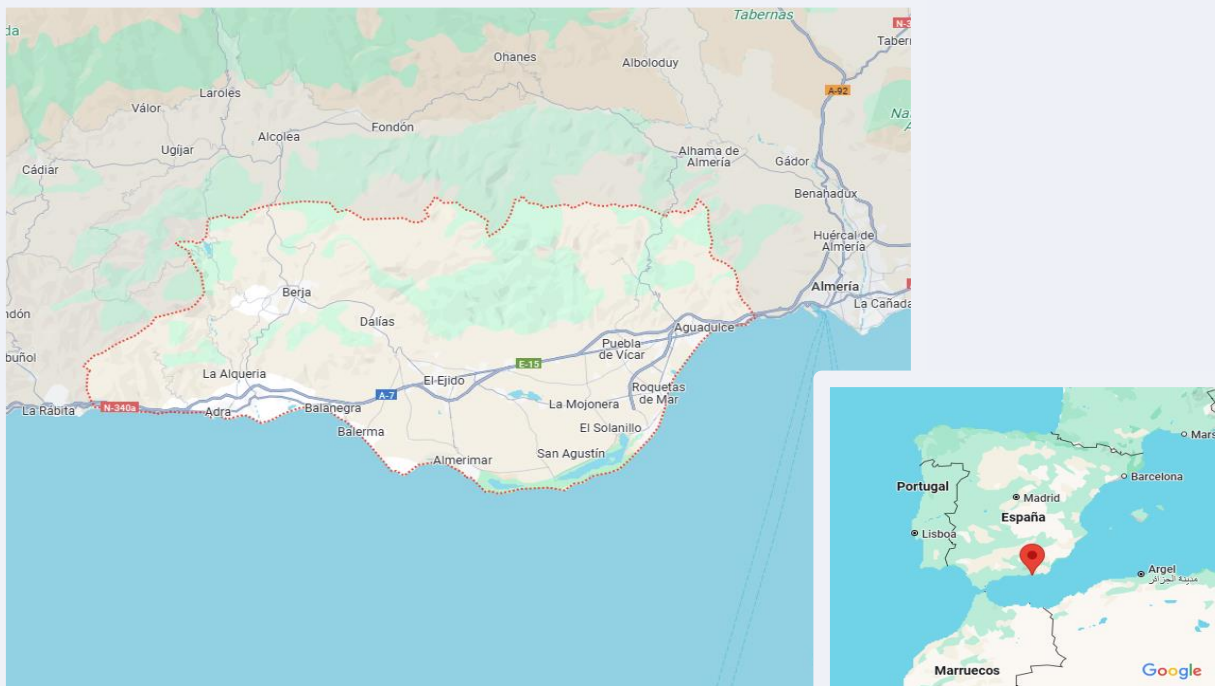 da
Tabernas
N-3
Taber
Ohanes
Alboloduy
A-92
Laroles
Válor
Na
A
Alcolea
Fondón
Ugíjar
Alhama de
Almería
Gádor
Cádiar
Benahadux
Huércal de
Almería
Almería
Berja
La Cañada
ndón
Dalías
Aguadulce
Puebla
de Vícar
buñol
E-15
La Alqueria
El Ejido
Roquetas
de Mar
A-7
N-340a
La Rábita
Adra
Balanegra
La Mojonera
Balerma
El Solanillo
San Agustín
Almerimar
Mars
Barcelona
Portugal
Madrid
España
Lisboa
Argel
مدينة الجزائر
Marruecos
Google